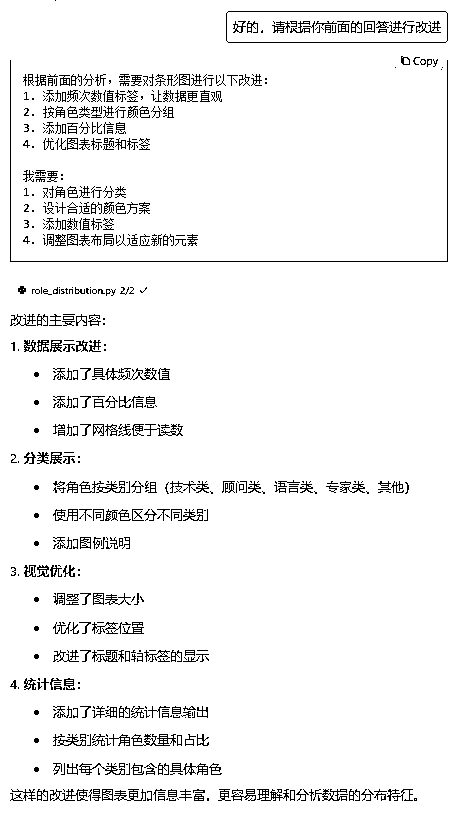 好的，请根据你前面的回答进行改进
Copy
根据前面的分析，需要对条形图进行以下改进：
1. 添加频次数值标签，让数据更直观
2. 按角色类型进行颜色分组
3. 添加百分比信息
4. 优化图表标题和标签
我需要：
1. 对角色进行分类
2. 设计合适的颜色方案
3. 添加数值标签
4. 调整图表布局以适应新的元素
role_distribution.py 2/2 ✓
改进的主要内容：
1. 数据展示改进：
• 添加了具体频次数值
• 添加了百分比信息
• 增加了网格线便于读数
2. 分类展示：
• 将角色按类别分组（技术类、顾问类、语言类、专家类、其他）
• 使用不同颜色区分不同类别
• 添加图例说明
3. 视觉优化：
• 调整了图表大小
• 优化了标签位置
• 改进了标题和轴标签的显示
4. 统计信息：
• 添加了详细的统计信息输出
• 按类别统计角色数量和占比
• 列出每个类别包含的具体角色
这样的改进使得图表更加信息丰富，更容易理解和分析数据的分布特征。